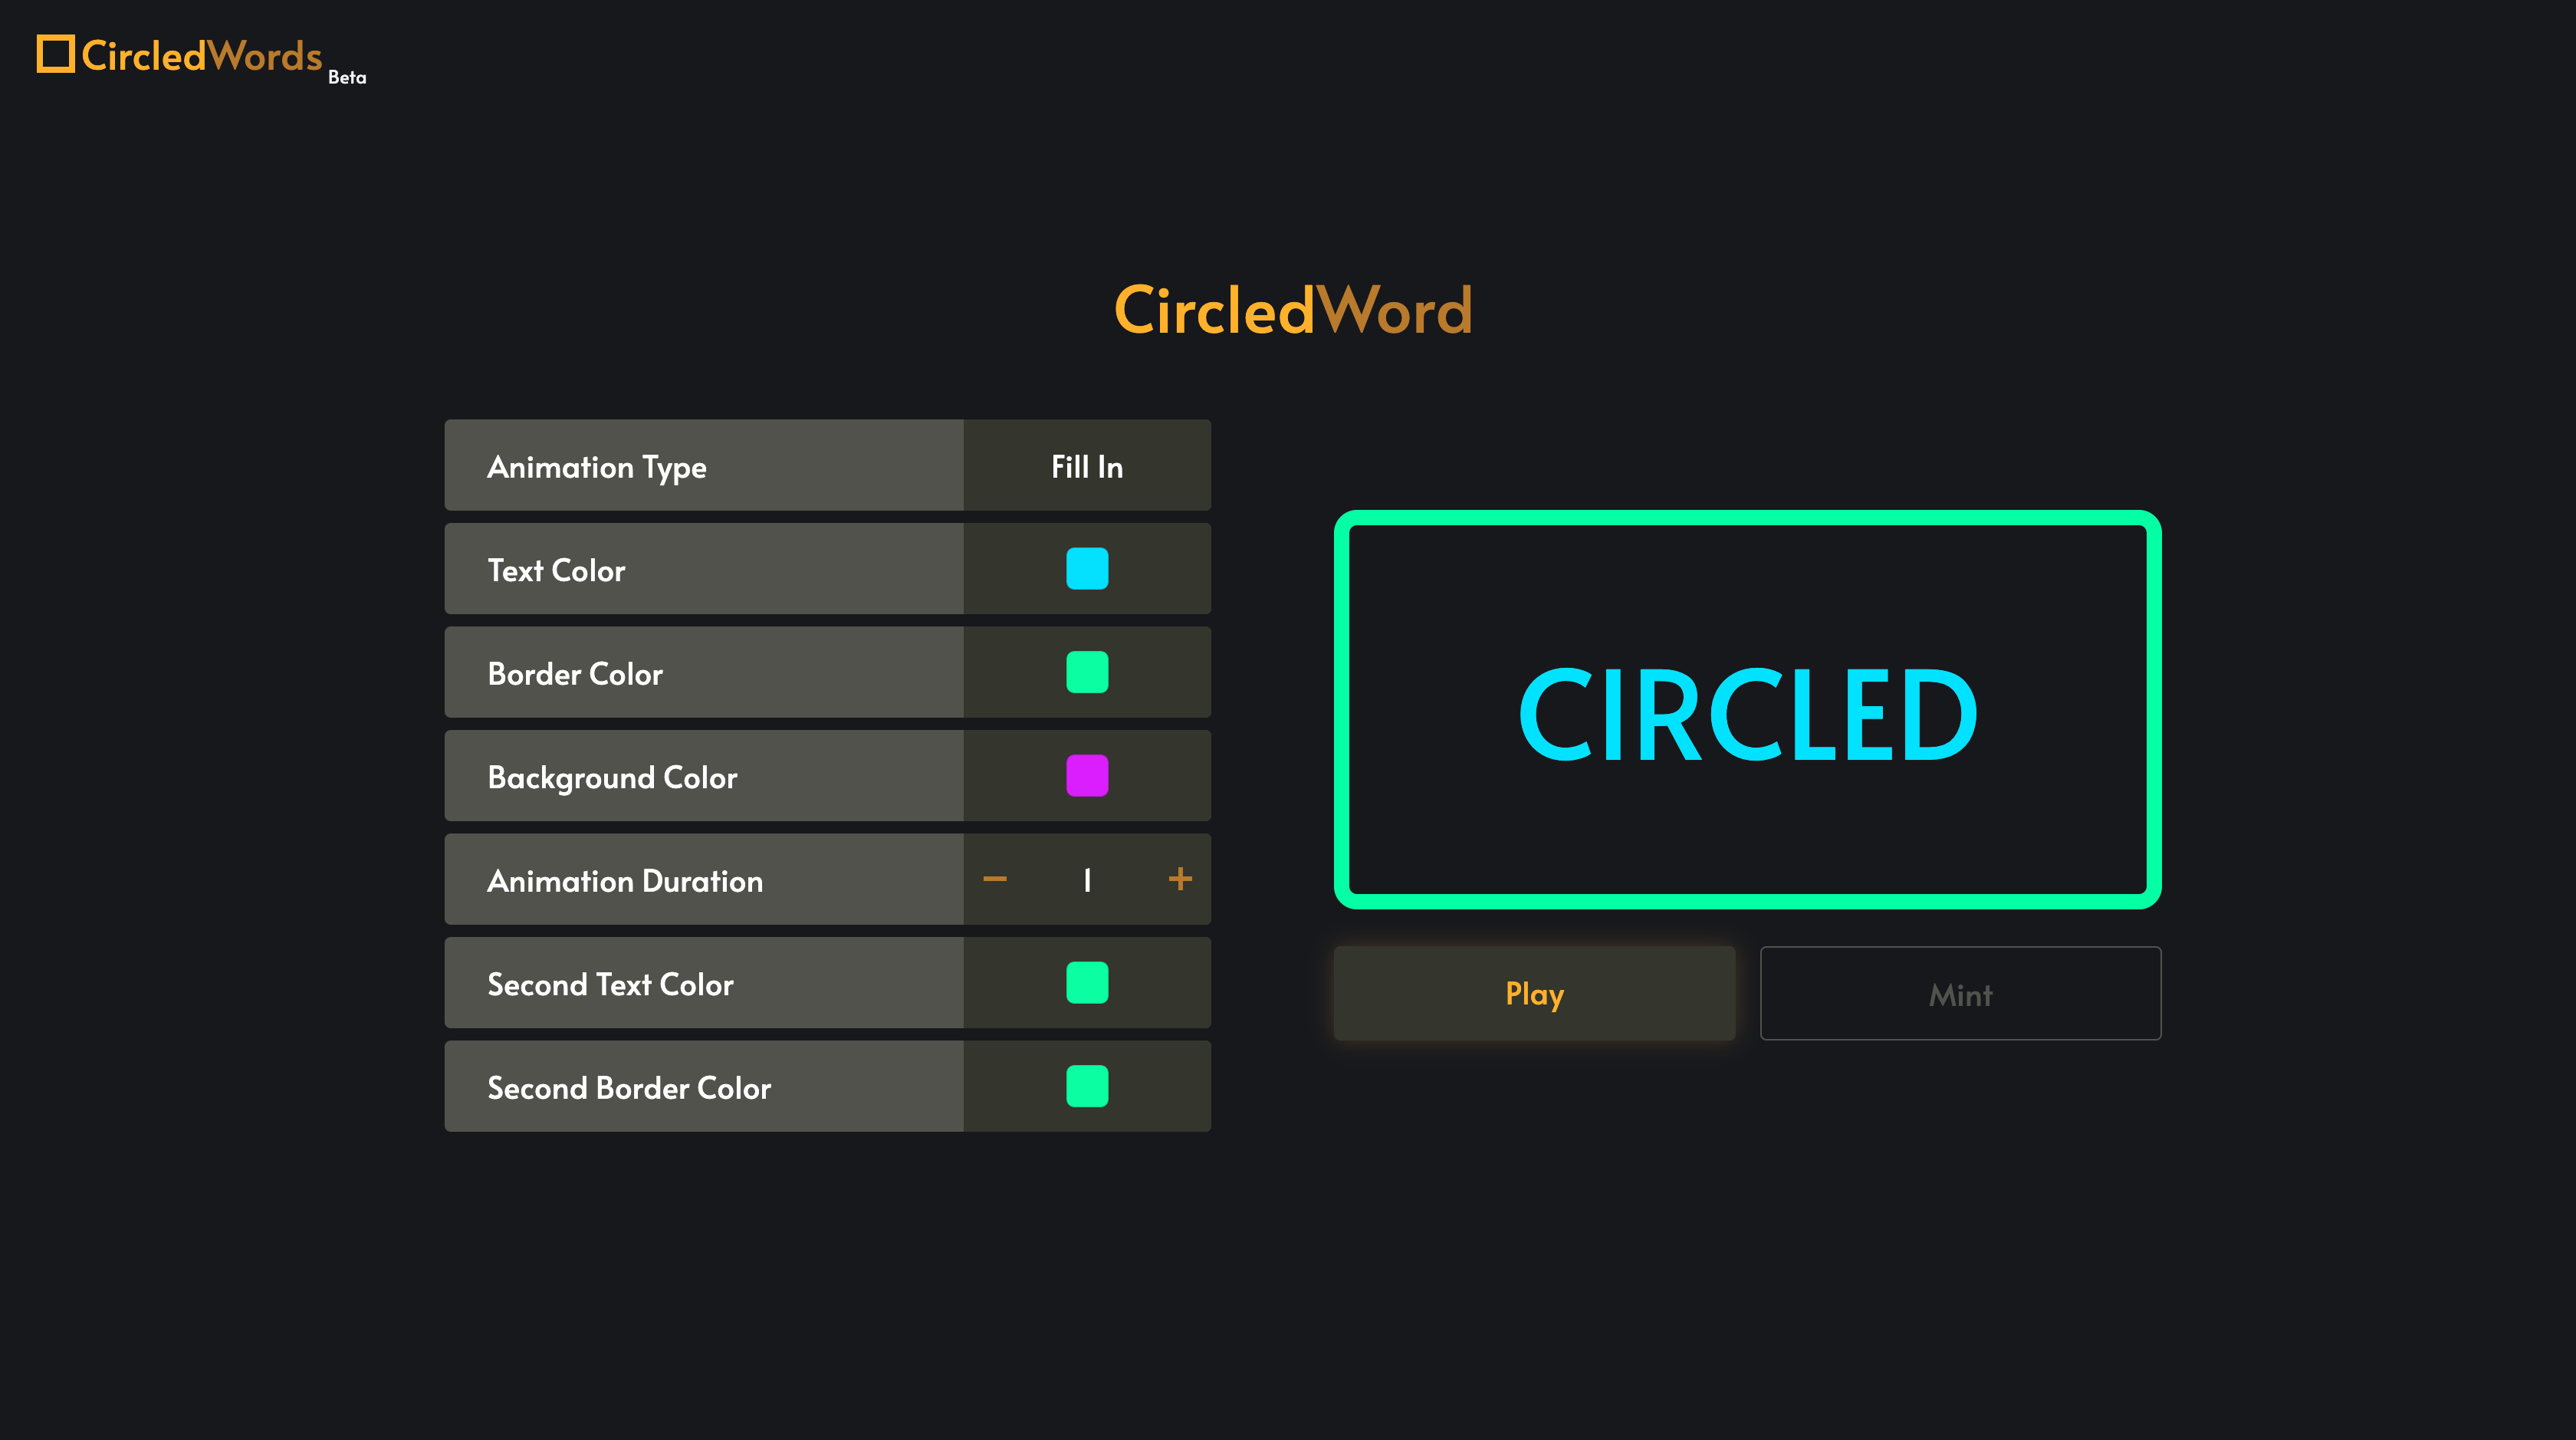 CircledWords Beta
CircledWord
Animation Type Fill In
Text Color
Border Color
Background Color
Animation Duration − 1 +
Second Text Color
Second Border Color
CIRCLED
Play Mint